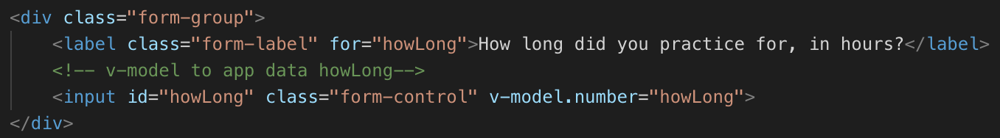 <div class="form-group">
    <label class="form-label" for="howLong">How long did you practice for, in hours?</label>
    <!-- v-model to app data howLong-->
    <input id="howLong" class="form-control" v-model.number="howLong">
</div>